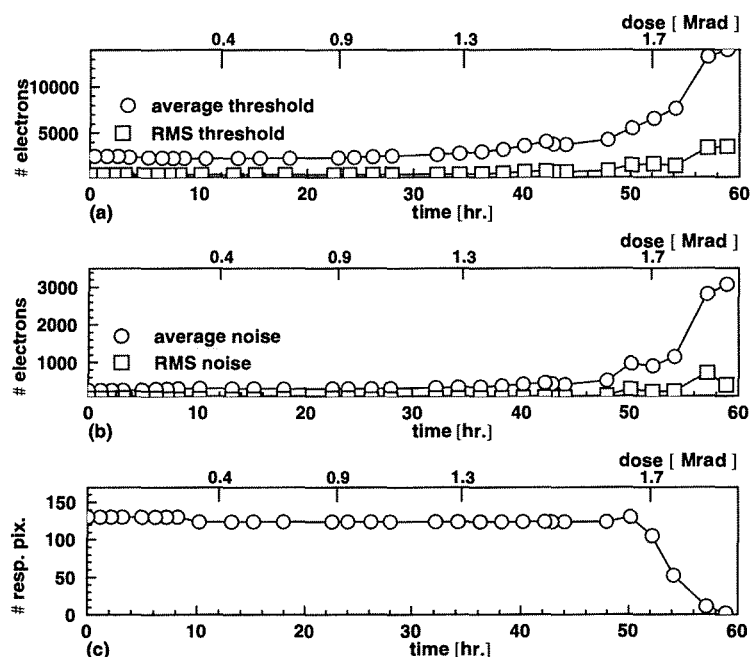 dose [ Mrad ]
0.4 0.9 1.3 1.7
# electrons
10000
5000
average threshold
RMS threshold
0 10 20 30 40 50 60
(a) time [hr.]
dose [ Mrad ]
0.4 0.9 1.3 1.7
# electrons
3000
2000
1000
average noise
RMS noise
0 10 20 30 40 50 60
(b) time [hr.]
dose [ Mrad ]
0.4 0.9 1.3 1.7
# resp. pix.
150
100
50
0
0 10 20 30 40 50 60
(c) time [hr.]